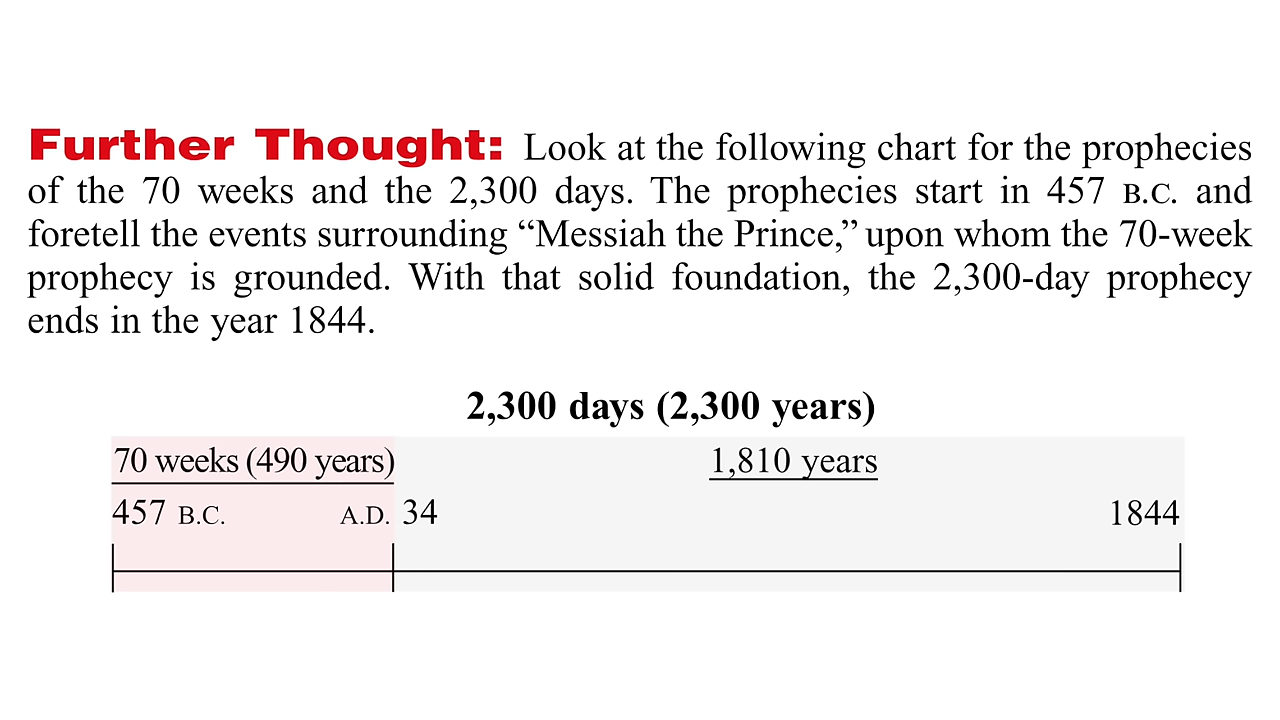 Further Thought: Look at the following chart for the prophecies
of the 70 weeks and the 2,300 days. The prophecies start in 457 B.C. and
foretell the events surrounding “Messiah the Prince,” upon whom the 70-week
prophecy is grounded. With that solid foundation, the 2,300-day prophecy
ends in the year 1844.
2,300 days (2,300 years)
70 weeks (490 years) 1,810 years
457 B.C. A.D. 34 1844